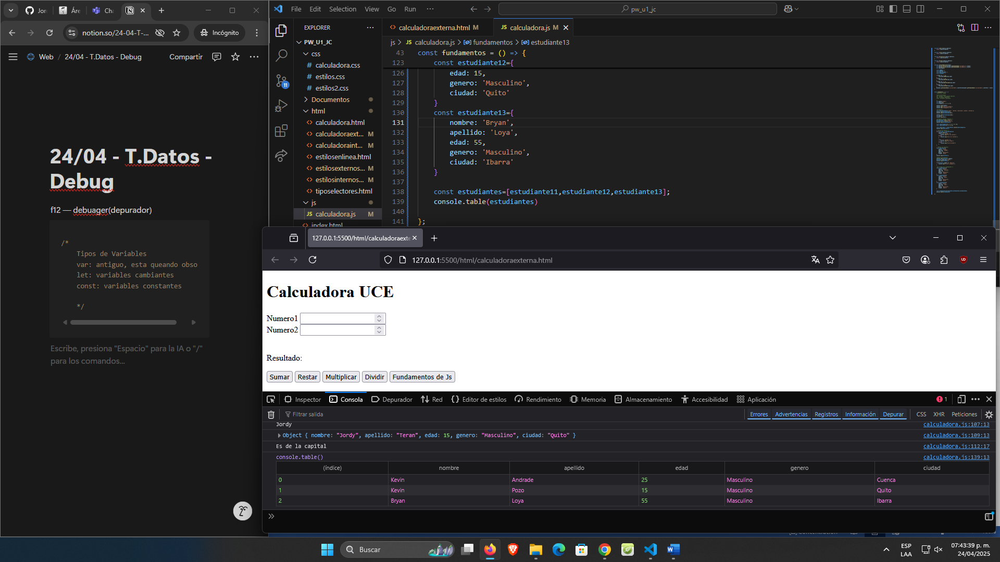 Jor
Áre
Cha
notion.so/24-04-T-...
Incógnito
Web / 24/04 - T.Datos - Debug
Compartir
24/04 - T.Datos -
Debug
f12 — debuager(depurador)
/*
Tipos de Variables
var: antiguo, esta queando obso
let: variables cambiantes
const: variables constantes
*/
Escribe, presiona "Espacio" para la IA o "/"
para los comandos...
File Edit Selection View Go Run ...
pw_u1_jc
EXPLORER
PW_U1_JC
css
# calculadora.css
# estilos.css
# estilos2.css
Documentos
html
<> calculadora.html
<> calculadoraext... M
<> calculadoraint... M
<> estilosenlinea.html
<> estilosexternos... M
<> estilosinternos... M
<> tiposelectores.html
js
JS calculadora.js M
<> index.html
11
<> calculadoraexterna.html M
JS calculadora.js M
js > JS calculadora.js > fundamentos > estudiante13
43 const fundamentos = () => {
123 const estudiante12={
126 edad: 15,
127 genero: 'Masculino',
128 ciudad: 'Quito'
129 }
130 const estudiante13={
131 nombre: 'Bryan',
132 apellido: 'Loya',
133 edad: 55,
134 genero: 'Masculino',
135 ciudad: 'Ibarra'
136 }
137
138 const estudiantes=[estudiante11,estudiante12,estudiante13];
139 console.table(estudiantes)
140
141 };
127.0.0.1:5500/html/calculadoraexte
127.0.0.1:5500/html/calculadoraexterna.html
Calculadora UCE
Numero1
Numero2
Resultado:
Sumar Restar Multiplicar Dividir Fundamentos de Js
Inspector Consola Depurador Red Editor de estilos Rendimiento Memoria Almacenamiento Accesibilidad Aplicación 1
Filtrar salida
Errores Advertencias Registros Información Depurar CSS XHR Peticiones
Jordy calculadora.js:107:13
Object { nombre: "Jordy", apellido: "Teran", edad: 15, genero: "Masculino", ciudad: "Quito" } calculadora.js:109:13
Es de la capital calculadora.js:112:17
console.table() calculadora.js:139:13
(índice) nombre apellido edad genero ciudad
0 Kevin Andrade 25 Masculino Cuenca
1 Kevin Pozo 15 Masculino Quito
2 Bryan Loya 55 Masculino Ibarra
Buscar
ESP
LAA
07:43:39 p. m.
24/04/2025